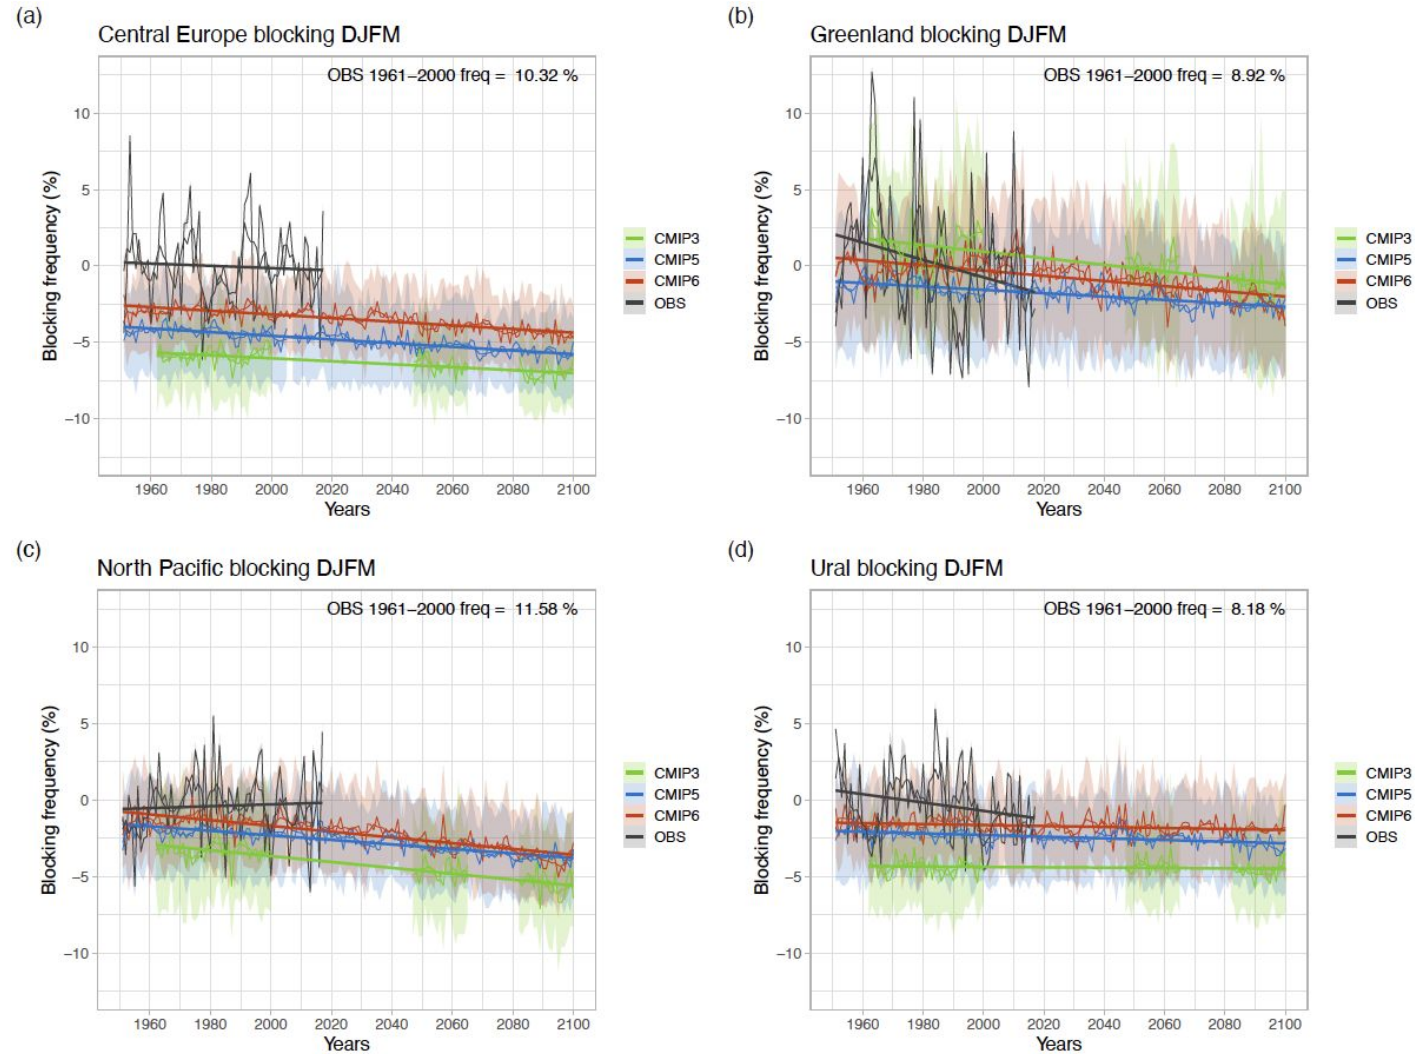 (a)
Central Europe blocking DJFM
OBS 1961−2000 freq = 10.32 %
Blocking frequency (%)
10
5
0
−5
−10
1960 1980 2000 2020 2040 2060 2080 2100
Years
CMIP3
CMIP5
CMIP6
OBS
(b)
Greenland blocking DJFM
OBS 1961−2000 freq = 8.92 %
Blocking frequency (%)
10
5
0
−5
−10
1960 1980 2000 2020 2040 2060 2080 2100
Years
CMIP3
CMIP5
CMIP6
OBS
(c)
North Pacific blocking DJFM
OBS 1961−2000 freq = 11.58 %
Blocking frequency (%)
10
5
0
−5
−10
1960 1980 2000 2020 2040 2060 2080 2100
Years
CMIP3
CMIP5
CMIP6
OBS
(d)
Ural blocking DJFM
OBS 1961−2000 freq = 8.18 %
Blocking frequency (%)
10
5
0
−5
−10
1960 1980 2000 2020 2040 2060 2080 2100
Years
CMIP3
CMIP5
CMIP6
OBS